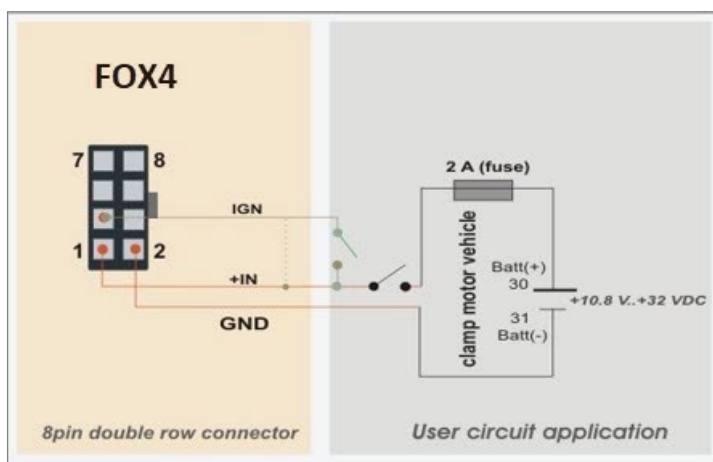 FOX4
7 8
2 A (fuse)
IGN
1 2
+IN
GND
clamp motor vehicle
Batt(+)
30
+10.8 V..+32 VDC
31
Batt(-)
8pin double row connector
User circuit application